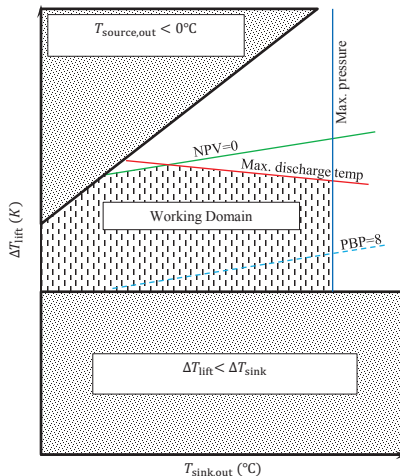 T_source,out < 0°C
Max. pressure
NPV=0
Max. discharge temp
Working Domain
PBP=8
ΔT_lift (K)
ΔT_lift < ΔT_sink
T_sink,out (°C)